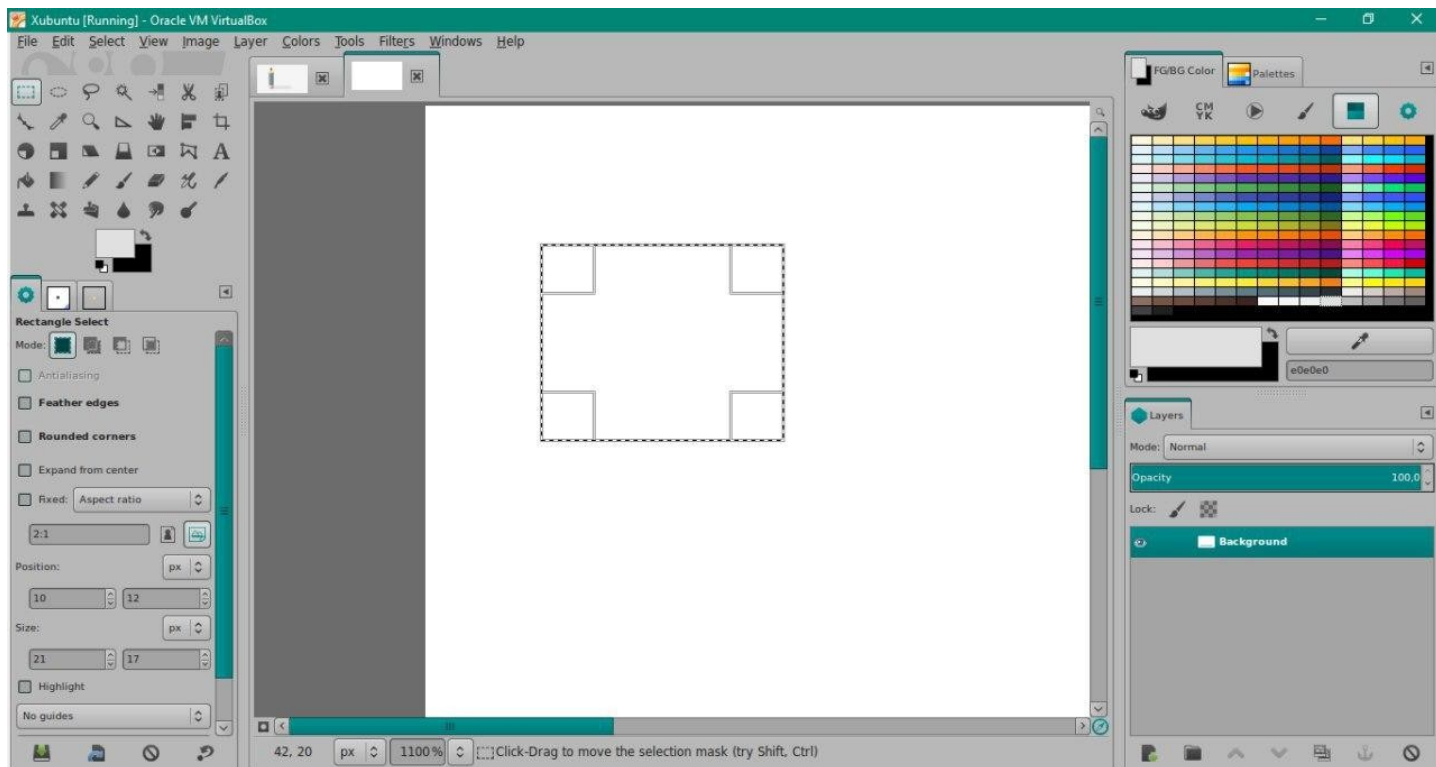 Xubuntu [Running] - Oracle VM VirtualBox
File Edit Select View Image Layer Colors Tools Filters Windows Help
FG/BG Color
Palettes
CM
YK
A
e0e0e0
Rectangle Select
Mode:
Antialiasing
Feather edges
Rounded corners
Expand from center
Fixed: Aspect ratio
2:1
Position: px
10 12
Size: px
21 17
Highlight
No guides
Layers
Mode: Normal
Opacity 100,0
Lock:
Background
42, 20 px 1100% Click-Drag to move the selection mask (try Shift, Ctrl)